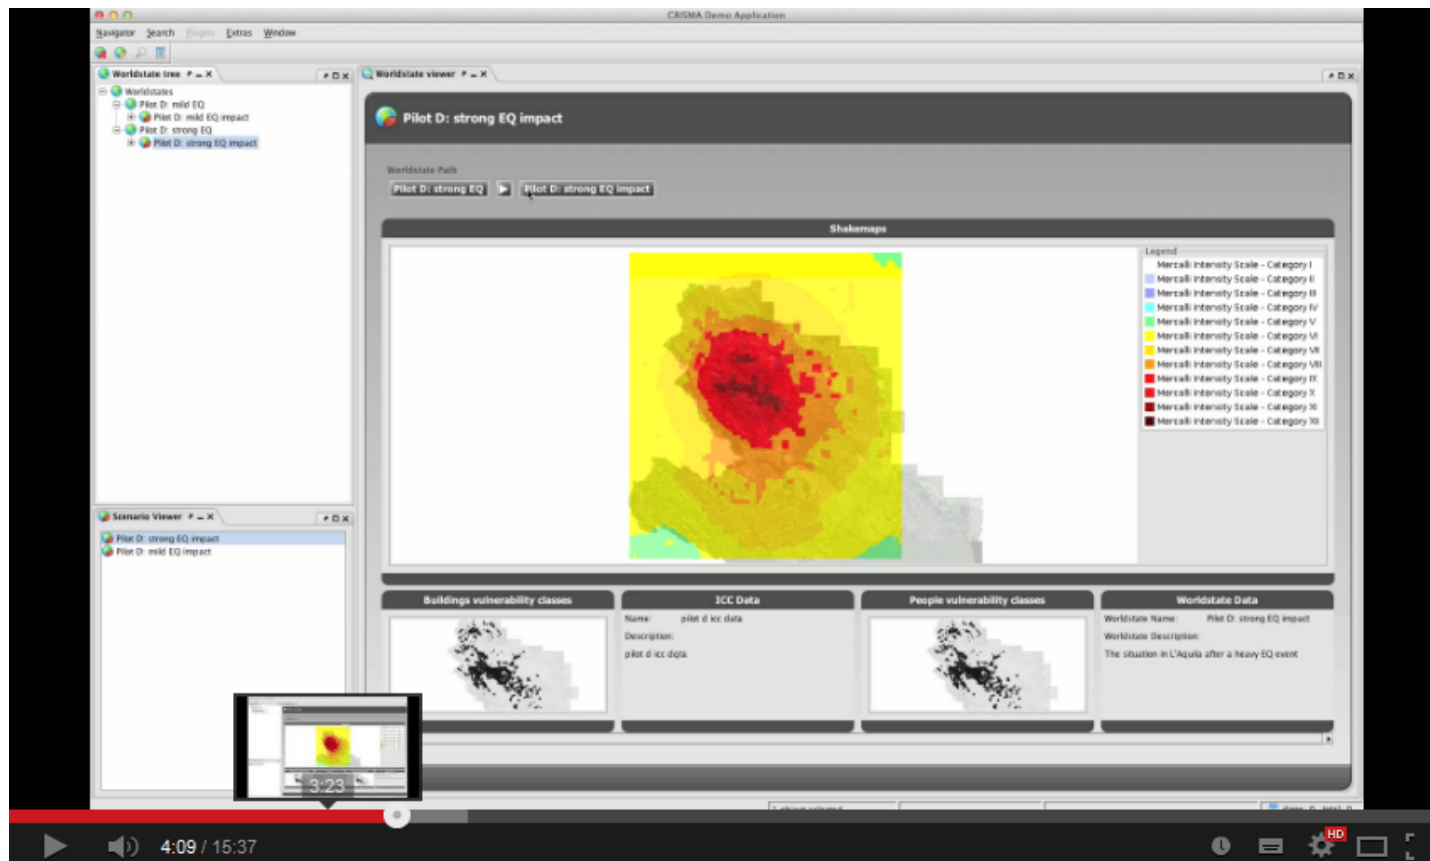 CRISMA Demo Application
Navigator Search Plugins Extras Window
Worldstate tree
Worldstates
Pilot D: mild EQ
Pilot D: mild EQ impact
Pilot D: strong EQ
Pilot D: strong EQ impact
Scenario Viewer
Pilot D: strong EQ impact
Pilot D: mild EQ impact
Worldstate viewer
Pilot D: strong EQ impact
Worldstate Path
Pilot D: strong EQ Pilot D: strong EQ impact
Shakemaps
Legend
Mercalli Intensity Scale - Category I
Mercalli Intensity Scale - Category II
Mercalli Intensity Scale - Category III
Mercalli Intensity Scale - Category IV
Mercalli Intensity Scale - Category V
Mercalli Intensity Scale - Category VI
Mercalli Intensity Scale - Category VII
Mercalli Intensity Scale - Category VIII
Mercalli Intensity Scale - Category IX
Mercalli Intensity Scale - Category X
Mercalli Intensity Scale - Category XI
Mercalli Intensity Scale - Category XII
Buildings vulnerability classes
ICC Data
Name: pilot d icc data
Description:
pilot d icc dqta
People vulnerability classes
Worldstate Data
Worldstate Name: Pilot D: strong EQ impact
Worldstate Description:
The situation in L'Aquila after a heavy EQ event
3:23
4:09 / 15:37
HD